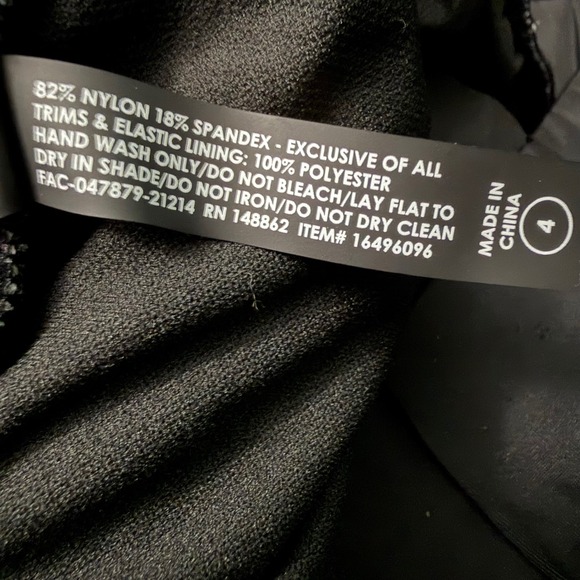 82% NYLON 18% SPANDEX - EXCLUSIVE OF ALL
TRIMS & ELASTIC LINING: 100% POLYESTER
HAND WASH ONLY/DO NOT BLEACH/LAY FLAT TO
DRY IN SHADE/DO NOT IRON/DO NOT DRY CLEAN
FAC-047879-21214 RN 148862 ITEM# 16496096
MADE IN
CHINA
4